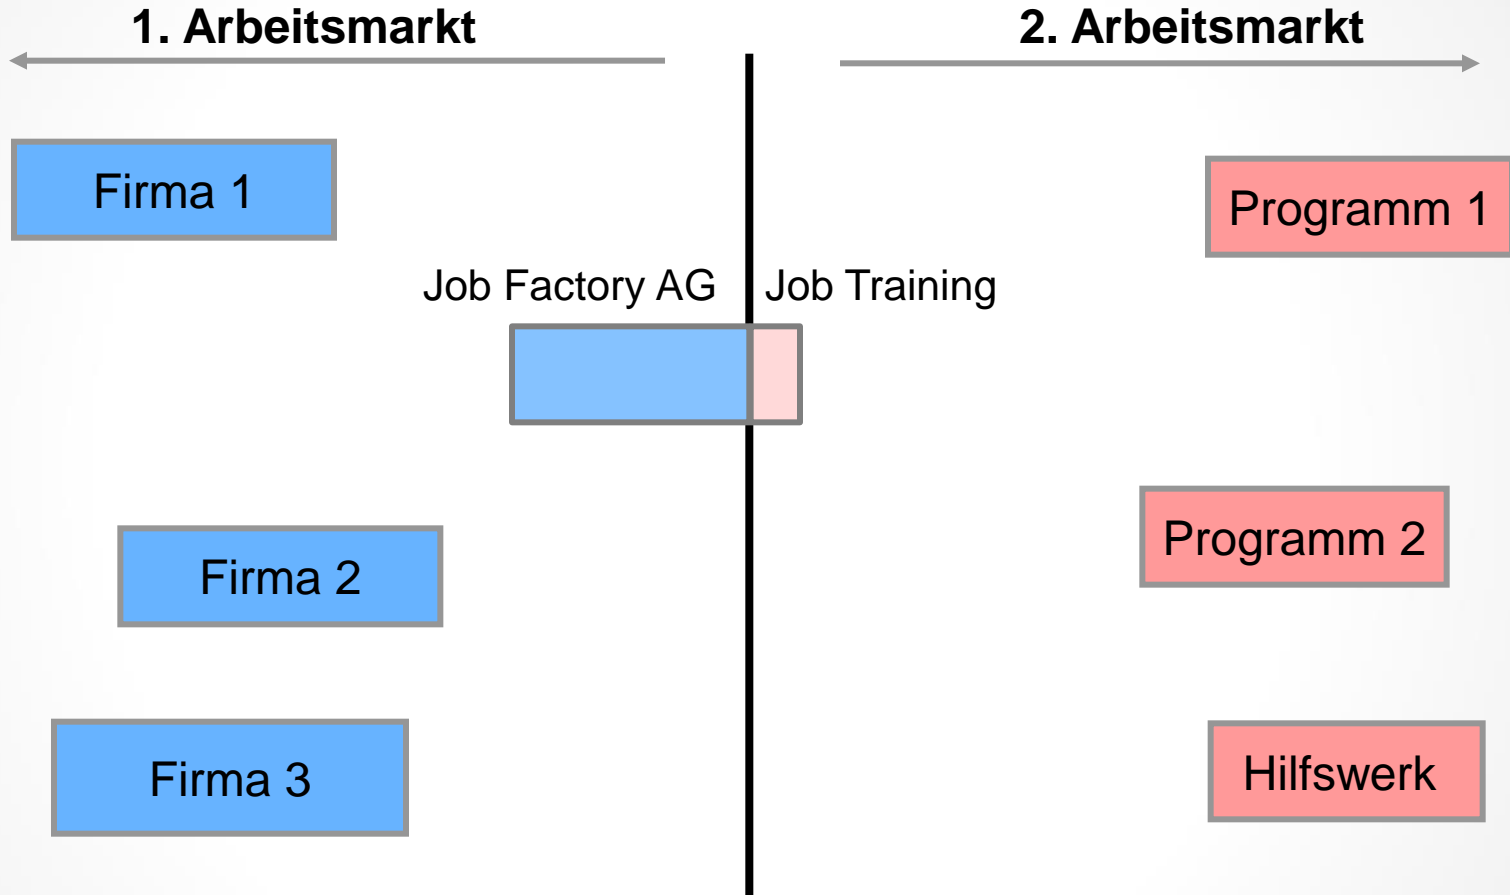 1. Arbeitsmarkt
2. Arbeitsmarkt
Firma 1
Programm 1
Job Factory AG
Job Training
Firma 2
Programm 2
Firma 3
Hilfswerk